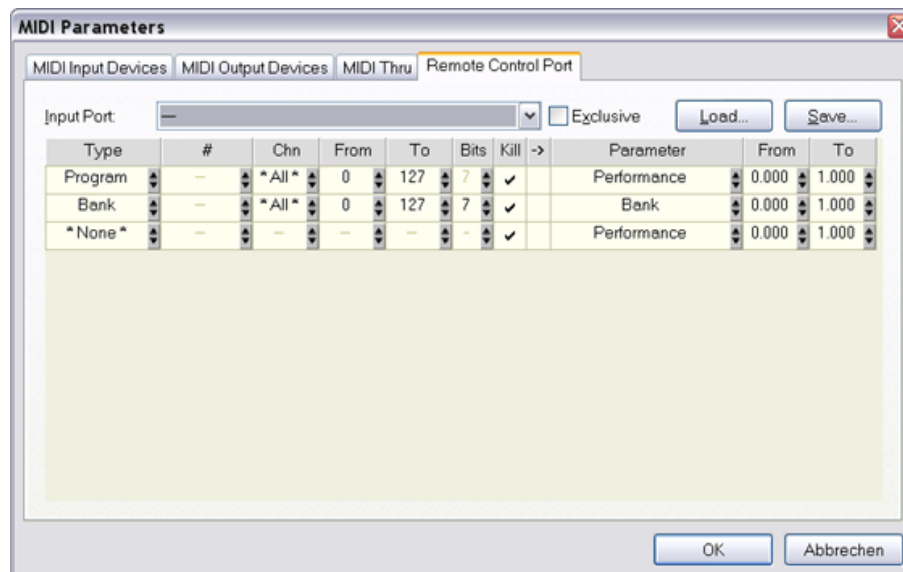 MIDI Parameters
MIDI Input Devices MIDI Output Devices MIDI Thru Remote Control Port
Input Port: — Exclusive Load... Save...
Type # Chn From To Bits Kill -> Parameter From To
Program – *All* 0 127 7 Performance 0.000 1.000
Bank – *All* 0 127 7 Bank 0.000 1.000
*None* – – – – - Performance 0.000 1.000
OK Abbrechen